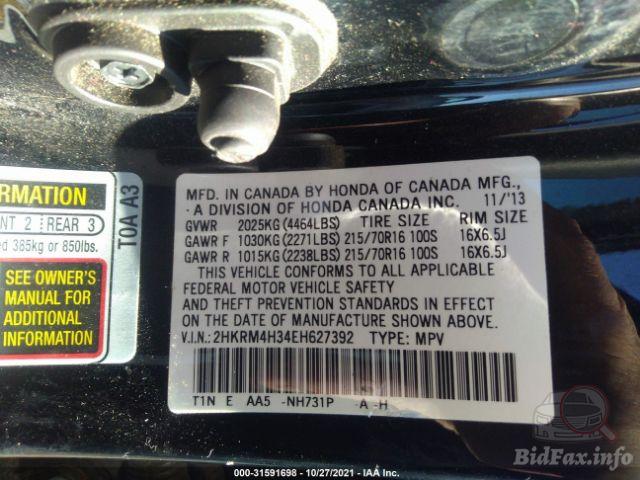 RMATION
NT 2 REAR 3
ed 385kg or 850lbs.
SEE OWNER'S
MANUAL FOR
ADDITIONAL
INFORMATION
T0A A3
MFD. IN CANADA BY HONDA OF CANADA MFG.,
· A DIVISION OF HONDA CANADA INC. 11/'13
GVWR 2025KG (4464LBS) TIRE SIZE RIM SIZE
GAWR F 1030KG (2271LBS) 215/70R16 100S 16X6.5J
GAWR R 1015KG (2238LBS) 215/70R16 100S 16X6.5J
THIS VEHICLE CONFORMS TO ALL APPLICABLE
FEDERAL MOTOR VEHICLE SAFETY
AND THEFT PREVENTION STANDARDS IN EFFECT
ON THE DATE OF MANUFACTURE SHOWN ABOVE.
V.I.N.: 2HKRM4H34EH627392 TYPE: MPV
T1N E AA5 -NH731P -A -H
000-31591698 - 10/27/2021 - IAA Inc.
BidFax.info